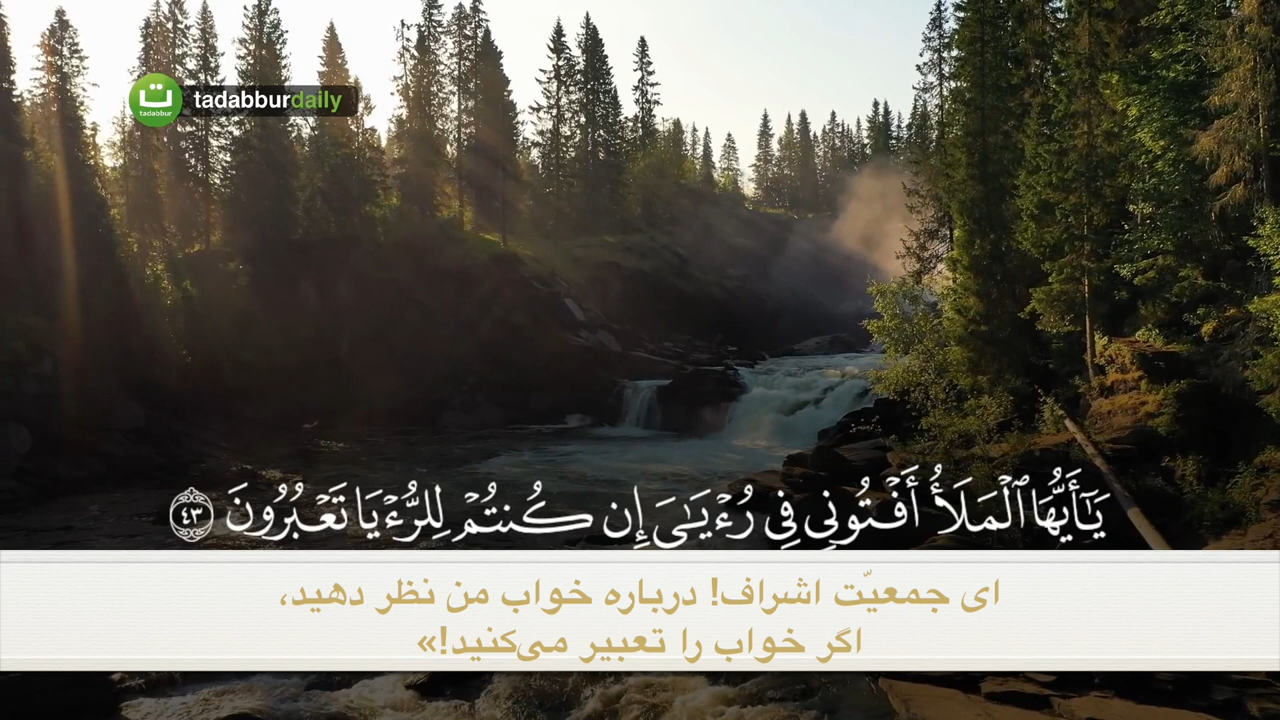 ت
tadabbur
tadabburdaily
يَـٰٓأَيُّهَا ٱلْمَلَأُ أَفْتُونِى فِى رُءْيَـٰىَ إِن كُنتُمْ لِلرُّءْيَا تَعْبُرُونَ ٤٣
ای جمعیّت اشراف! درباره خواب من نظر دهید،
اگر خواب را تعبیر می‌کنید!»